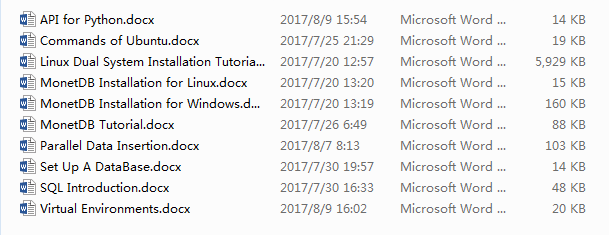 API for Python.docx 2017/8/9 15:54 Microsoft Word ... 14 KB
Commands of Ubuntu.docx 2017/7/25 21:29 Microsoft Word ... 19 KB
Linux Dual System Installation Tutoria... 2017/7/20 12:57 Microsoft Word ... 5,929 KB
MonetDB Installation for Linux.docx 2017/7/20 13:20 Microsoft Word ... 15 KB
MonetDB Installation for Windows.d... 2017/7/20 13:19 Microsoft Word ... 160 KB
MonetDB Tutorial.docx 2017/7/26 6:49 Microsoft Word ... 88 KB
Parallel Data Insertion.docx 2017/8/7 8:13 Microsoft Word ... 103 KB
Set Up A DataBase.docx 2017/7/30 19:57 Microsoft Word ... 14 KB
SQL Introduction.docx 2017/7/30 16:33 Microsoft Word ... 48 KB
Virtual Environments.docx 2017/8/9 16:02 Microsoft Word ... 20 KB